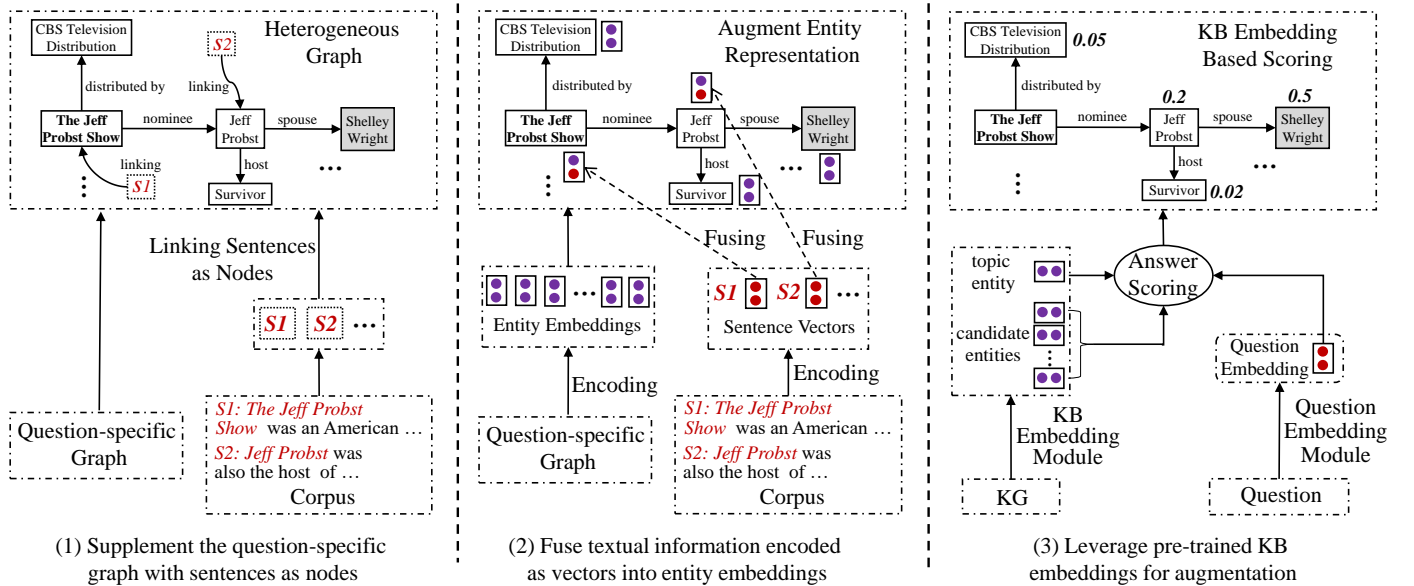 CBS Television
Distribution
Heterogeneous
Graph
S2
linking
distributed by
The Jeff
Probst Show
nominee
Jeff
Probst
spouse
Shelley
Wright
linking
S1
host
...
...
Survivor
Linking Sentences
as Nodes
S1
S2
...
Question-specific
Graph
S1: The Jeff Probst
Show was an American ...
S2: Jeff Probst was
also the host of ...
Corpus
(1) Supplement the question-specific
graph with sentences as nodes
CBS Television
Distribution
Augment Entity
Representation
distributed by
The Jeff
Probst Show
nominee
Jeff
Probst
spouse
Shelley
Wright
host
...
...
Survivor
Fusing
Fusing
...
Entity Embeddings
S1
S2
...
Sentence Vectors
Encoding
Encoding
Question-specific
Graph
S1: The Jeff Probst
Show was an American ...
S2: Jeff Probst was
also the host of ...
Corpus
(2) Fuse textual information encoded
as vectors into entity embeddings
CBS Television
Distribution
0.05
KB Embedding
Based Scoring
distributed by
The Jeff
Probst Show
nominee
0.2
Jeff
Probst
spouse
0.5
Shelley
Wright
host
...
...
Survivor
0.02
topic
entity
Answer
Scoring
candidate
entities
...
Question
Embedding
KB
Embedding
Module
Question
Embedding
Module
KG
Question
(3) Leverage pre-trained KB
embeddings for augmentation